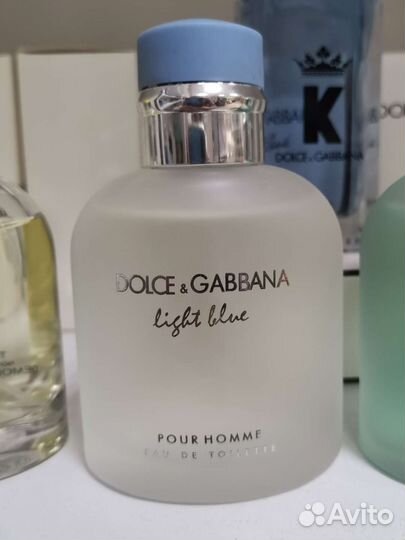 K
DOLCE & GABBANA
DOLCE & GABBANA
light blue
POUR HOMME
EAU DE TOILETTE
Avito